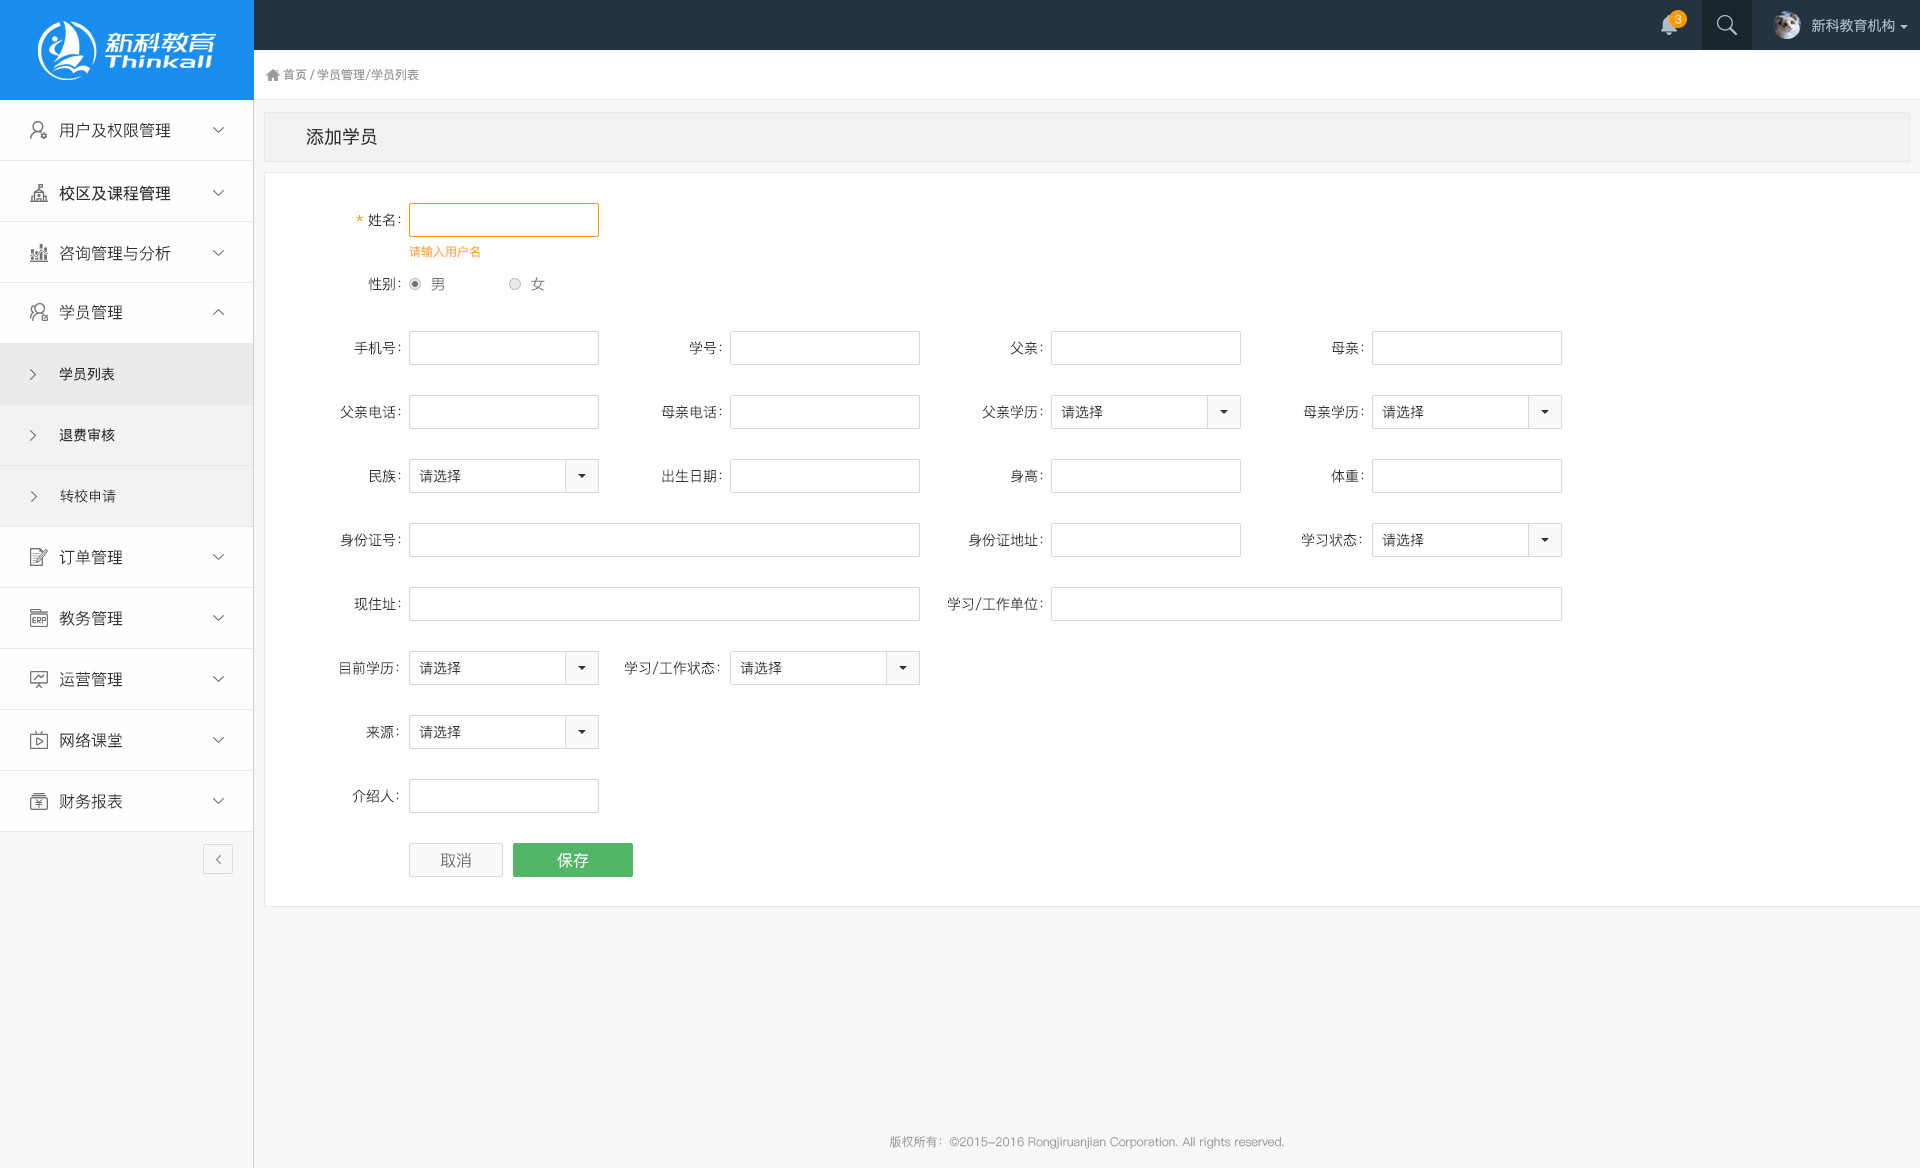 新科教育
Thinkall
3
新科教育机构
首页 / 学员管理/学员列表
用户及权限管理
校区及课程管理
咨询管理与分析
学员管理
学员列表
退费审核
转校申请
订单管理
ERP
教务管理
运营管理
网络课堂
财务报表
添加学员
* 姓名:
请输入用户名
性别: 男 女
手机号: 学号: 父亲: 母亲:
父亲电话: 母亲电话: 父亲学历: 请选择 母亲学历: 请选择
民族: 请选择 出生日期: 身高: 体重:
身份证号: 身份证地址: 学习状态: 请选择
现住址: 学习/工作单位:
目前学历: 请选择 学习/工作状态: 请选择
来源: 请选择
介绍人:
取消 保存
版权所有: ©2015-2016 Rongjiruanjian Corporation. All rights reserved.